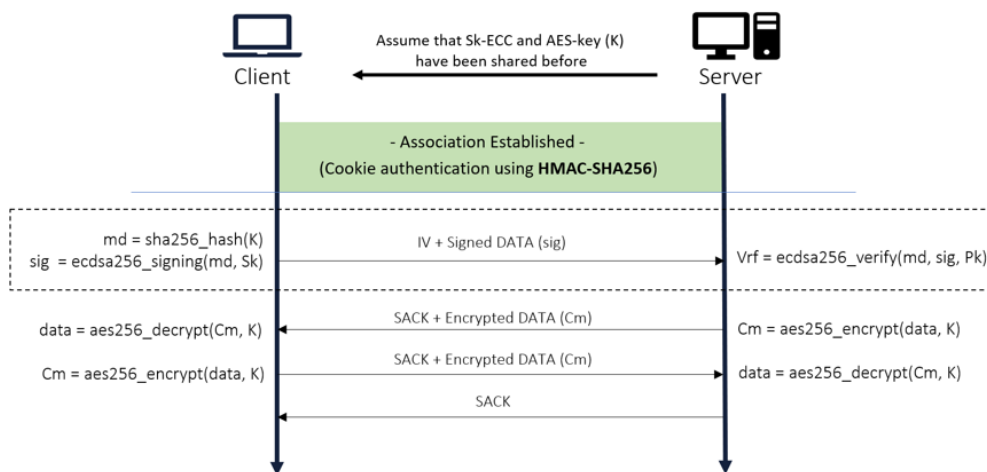 Assume that Sk-ECC and AES-key (K)
have been shared before
Client
Server
- Association Established -
(Cookie authentication using HMAC-SHA256)
md = sha256_hash(K)
sig = ecdsa256_signing(md, Sk)
IV + Signed DATA (sig)
Vrf = ecdsa256_verify(md, sig, Pk)
data = aes256_decrypt(Cm, K)
SACK + Encrypted DATA (Cm)
Cm = aes256_encrypt(data, K)
Cm = aes256_encrypt(data, K)
SACK + Encrypted DATA (Cm)
data = aes256_decrypt(Cm, K)
SACK